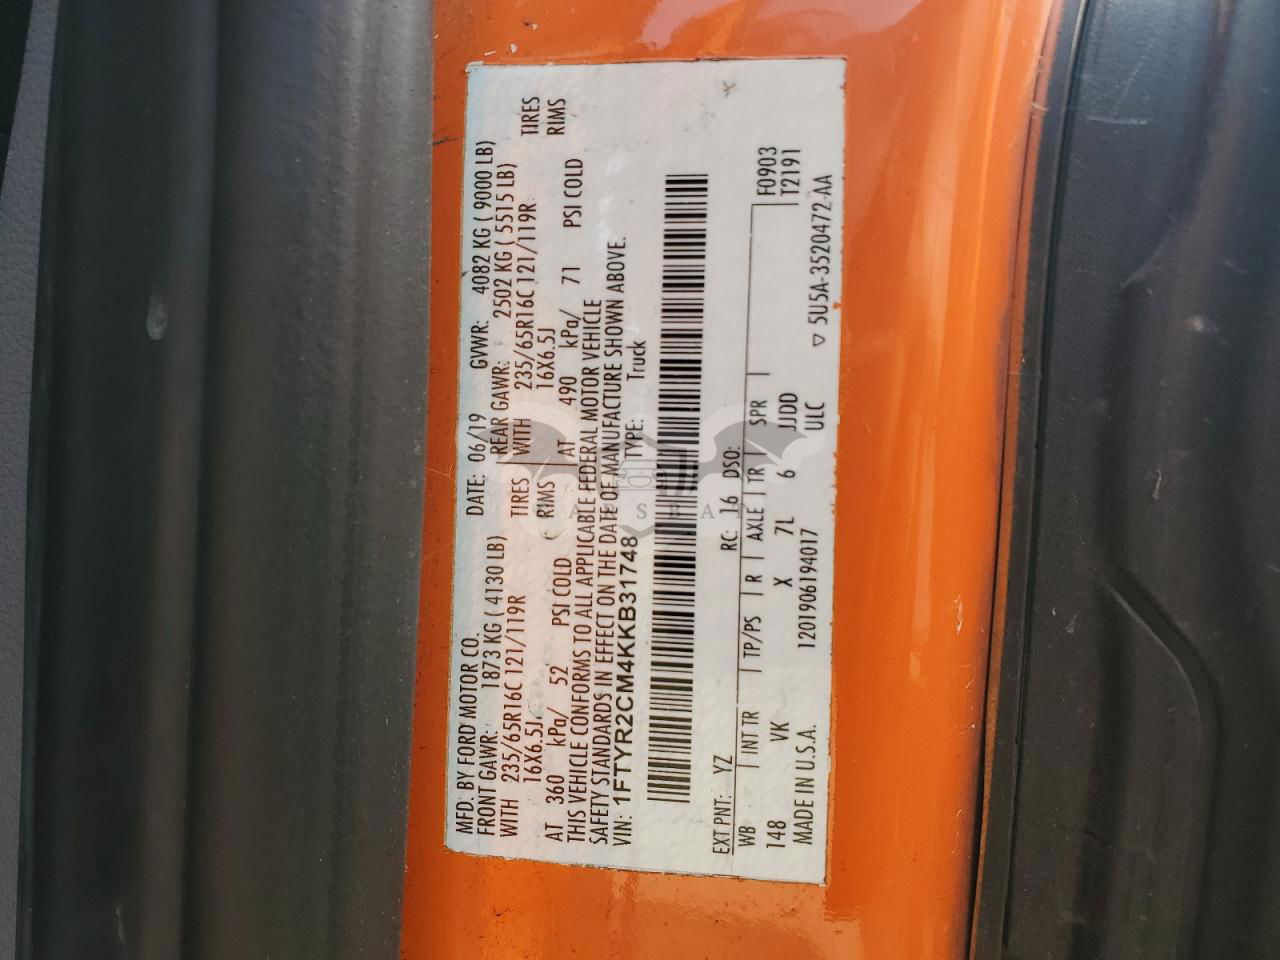 MFD. BY FORD MOTOR CO.
DATE: 06/19 GVWR: 4082 KG ( 9000 LB)
FRONT GAWR: 1873 KG ( 4130 LB) REAR GAWR: 2502 KG ( 5515 LB)
WITH 235/65R16C 121/119R TIRES WITH 235/65R16C 121/119R TIRES
16X6.5J RIMS 16X6.5J RIMS
AT 360 kPa/ 52 PSI COLD AT 490 kPa/ 71 PSI COLD
THIS VEHICLE CONFORMS TO ALL APPLICABLE FEDERAL MOTOR VEHICLE
SAFETY STANDARDS IN EFFECT ON THE DATE OF MANUFACTURE SHOWN ABOVE.
VIN: 1FTYR2CM4KKB31748 TYPE: Truck
EXT PNT: YZ RC: 16 DSO: F0903
WB INT TR TP/PS R AXLE TR SPR T2191
148 VK X 7L 6 JJDD
MADE IN U.S.A. 1201906194017 ULC ▽ 5U5A-3520472-AA
CARSBAT